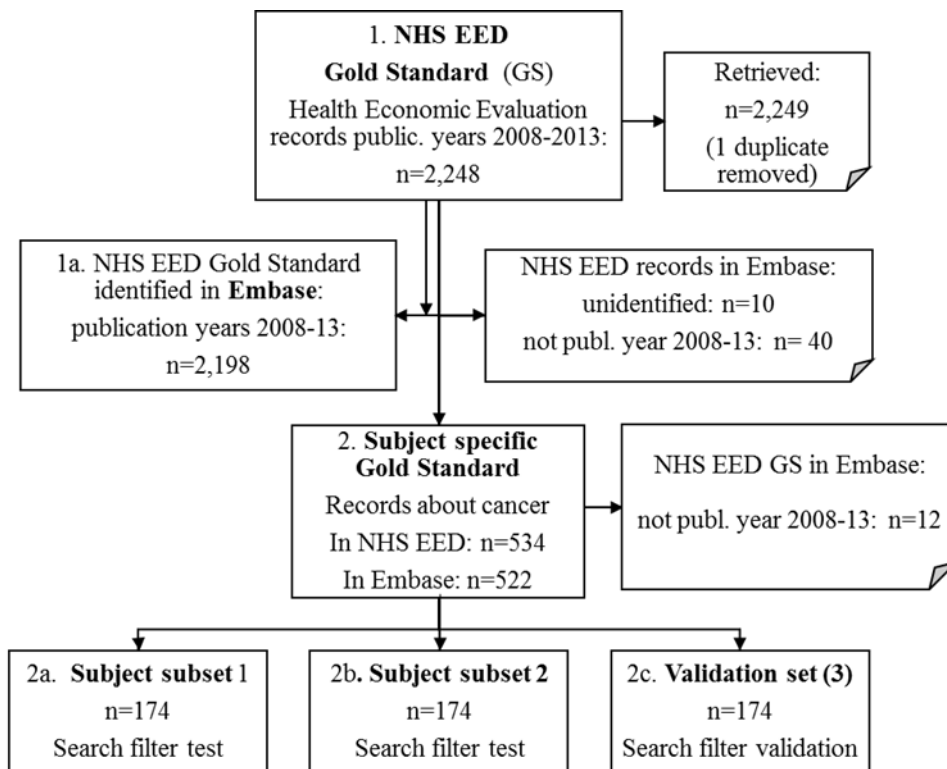 1. NHS EED
Gold Standard (GS)
Health Economic Evaluation
records public. years 2008-2013:
n=2,248
Retrieved:
n=2,249
(1 duplicate
removed)
1a. NHS EED Gold Standard
identified in Embase:
publication years 2008-13:
n=2,198
NHS EED records in Embase:
unidentified: n=10
not publ. year 2008-13: n= 40
2. Subject specific
Gold Standard
Records about cancer
In NHS EED: n=534
In Embase: n=522
NHS EED GS in Embase:
not publ. year 2008-13: n=12
2a. Subject subset 1
n=174
Search filter test
2b. Subject subset 2
n=174
Search filter test
2c. Validation set (3)
n=174
Search filter validation